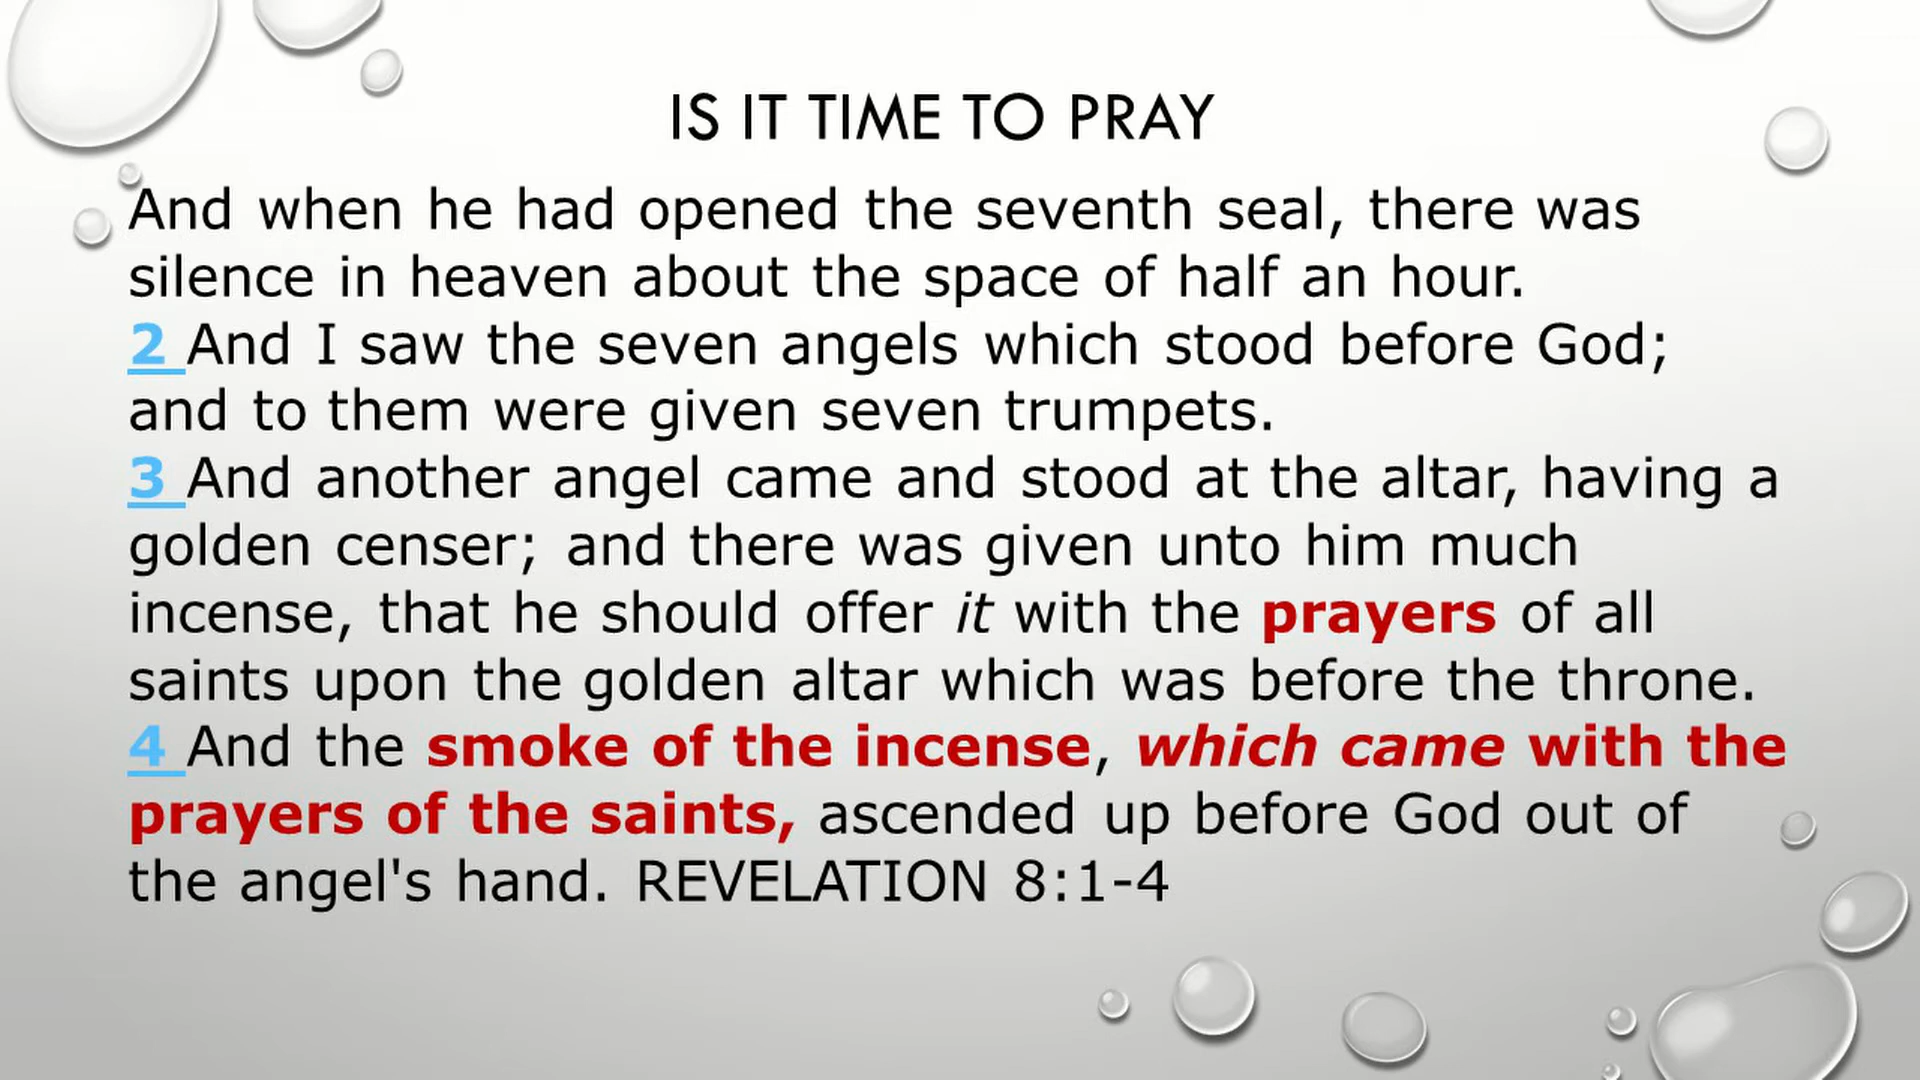 IS IT TIME TO PRAY
And when he had opened the seventh seal, there was
silence in heaven about the space of half an hour.
2 And I saw the seven angels which stood before God;
and to them were given seven trumpets.
3 And another angel came and stood at the altar, having a
golden censer; and there was given unto him much
incense, that he should offer it with the prayers of all
saints upon the golden altar which was before the throne.
4 And the smoke of the incense, which came with the
prayers of the saints, ascended up before God out of
the angel's hand. REVELATION 8:1-4